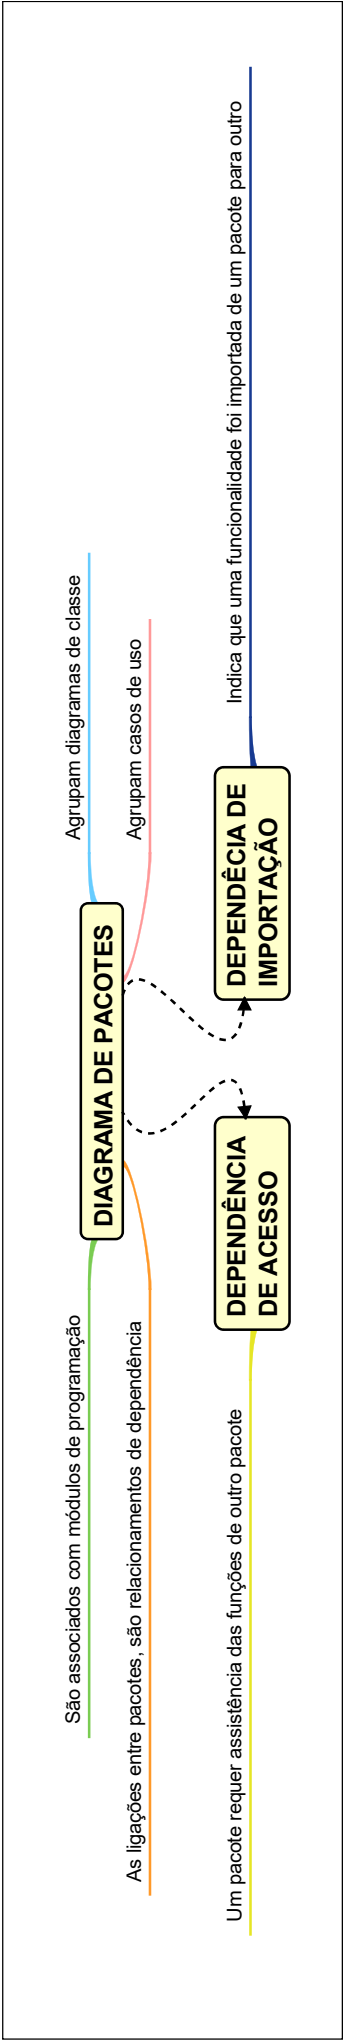 São associados com módulos de programação
As ligações entre pacotes, são relacionamentos de dependência
DIAGRAMA DE PACOTES
Agrupam diagramas de classe
Agrupam casos de uso
Um pacote requer assistência das funções de outro pacote
DEPENDÊNCIA
DE ACESSO
DEPENDÊCIA DE
IMPORTAÇÃO
Indica que uma funcionalidade foi importada de um pacote para outro